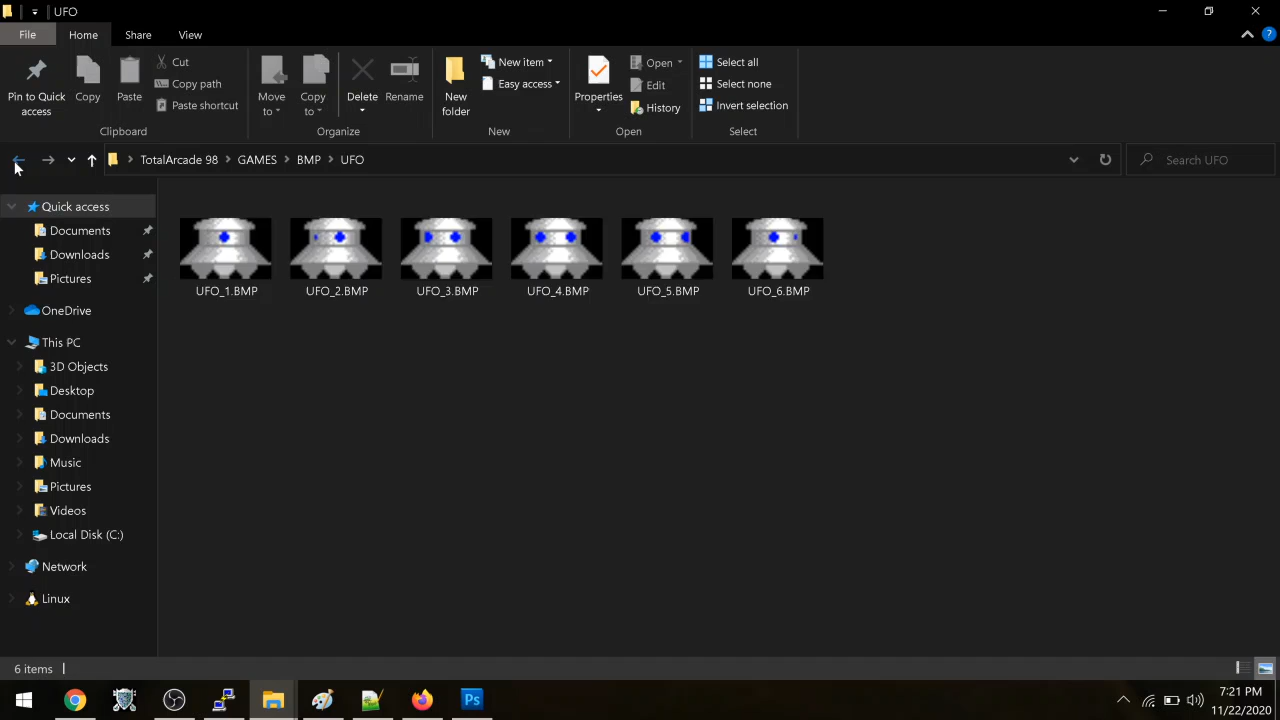 UFO
File Home Share View
Pin to Quick access
Copy
Paste
Cut
Copy path
Paste shortcut
Clipboard
Move to
Copy to
Delete
Rename
Organize
New folder
New item
Easy access
New
Properties
Open
Edit
History
Open
Select all
Select none
Invert selection
Select
TotalArcade 98 GAMES BMP UFO
Search UFO
Quick access
Documents
Downloads
Pictures
OneDrive
This PC
3D Objects
Desktop
Documents
Downloads
Music
Pictures
Videos
Local Disk (C:)
Network
Linux
UFO_1.BMP UFO_2.BMP UFO_3.BMP UFO_4.BMP UFO_5.BMP UFO_6.BMP
6 items
Ps
7:21 PM
11/22/2020